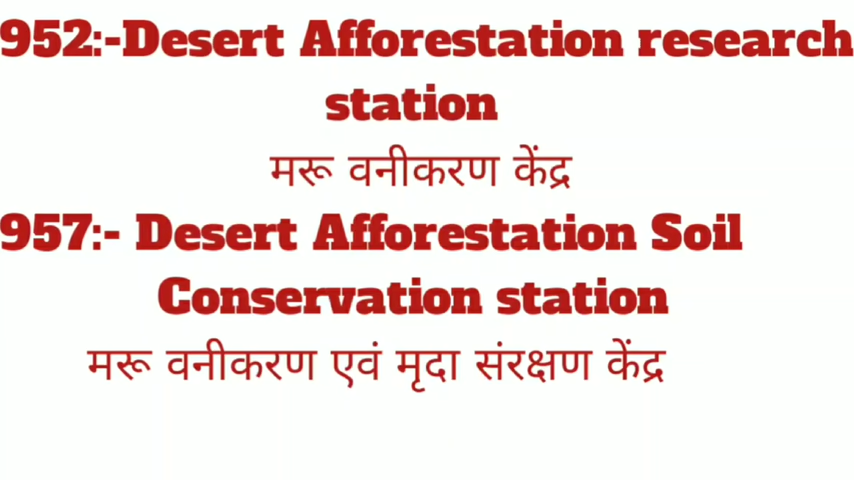 952:-Desert Afforestation research
station
मरू वनीकरण केंद्र
957:- Desert Afforestation Soil
Conservation station
मरू वनीकरण एवं मृदा संरक्षण केंद्र